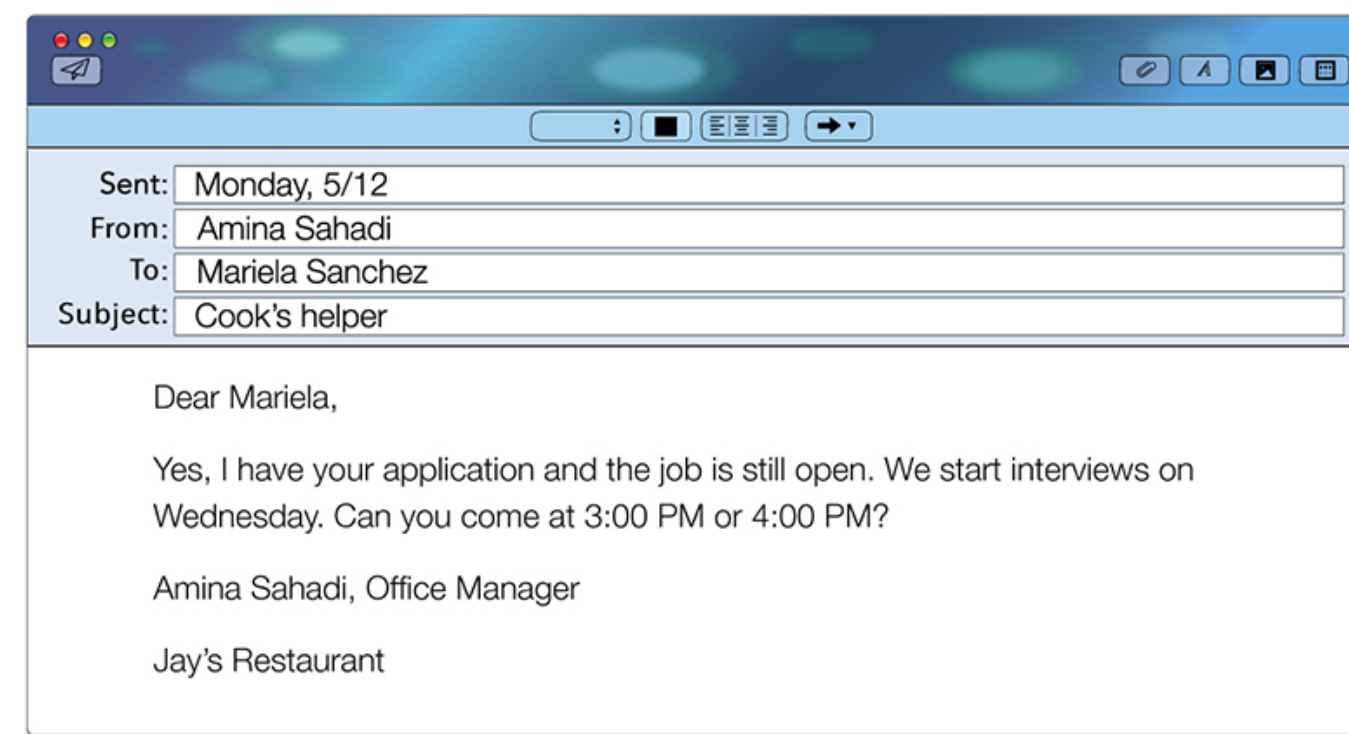 Sent: Monday, 5/12
From: Amina Sahadi
To: Mariela Sanchez
Subject: Cook's helper
Dear Mariela,
Yes, I have your application and the job is still open. We start interviews on
Wednesday. Can you come at 3:00 PM or 4:00 PM?
Amina Sahadi, Office Manager
Jay's Restaurant